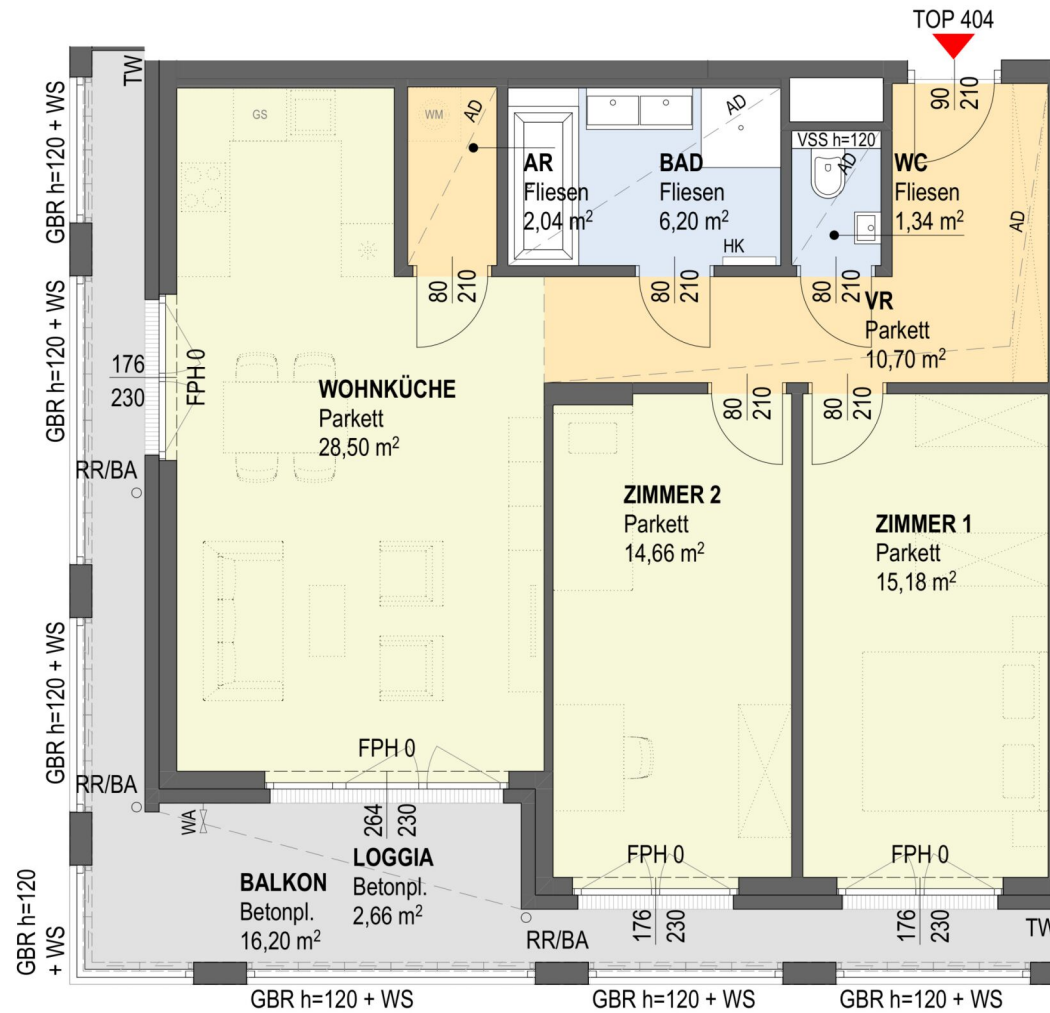 TOP 404
TW
GBR h=120 + WS
90
210
GS
WM
AD
AD
VSS h=120
AD
AR
Fliesen
2,04 m²
BAD
Fliesen
6,20 m²
WC
Fliesen
1,34 m²
AD
HK
80
210
80
210
80
210
VR
Parkett
10,70 m²
GBR h=120 + WS
176
230
FPH 0
WOHNKÜCHE
Parkett
28,50 m²
80
210
80
210
RR/BA
ZIMMER 2
Parkett
14,66 m²
ZIMMER 1
Parkett
15,18 m²
GBR h=120 + WS
RR/BA
FPH 0
264
230
WA
LOGGIA
Betonpl.
2,66 m²
BALKON
Betonpl.
16,20 m²
FPH 0
FPH 0
176
230
176
230
RR/BA
TW
GBR h=120
+ WS
GBR h=120 + WS
GBR h=120 + WS
GBR h=120 + WS